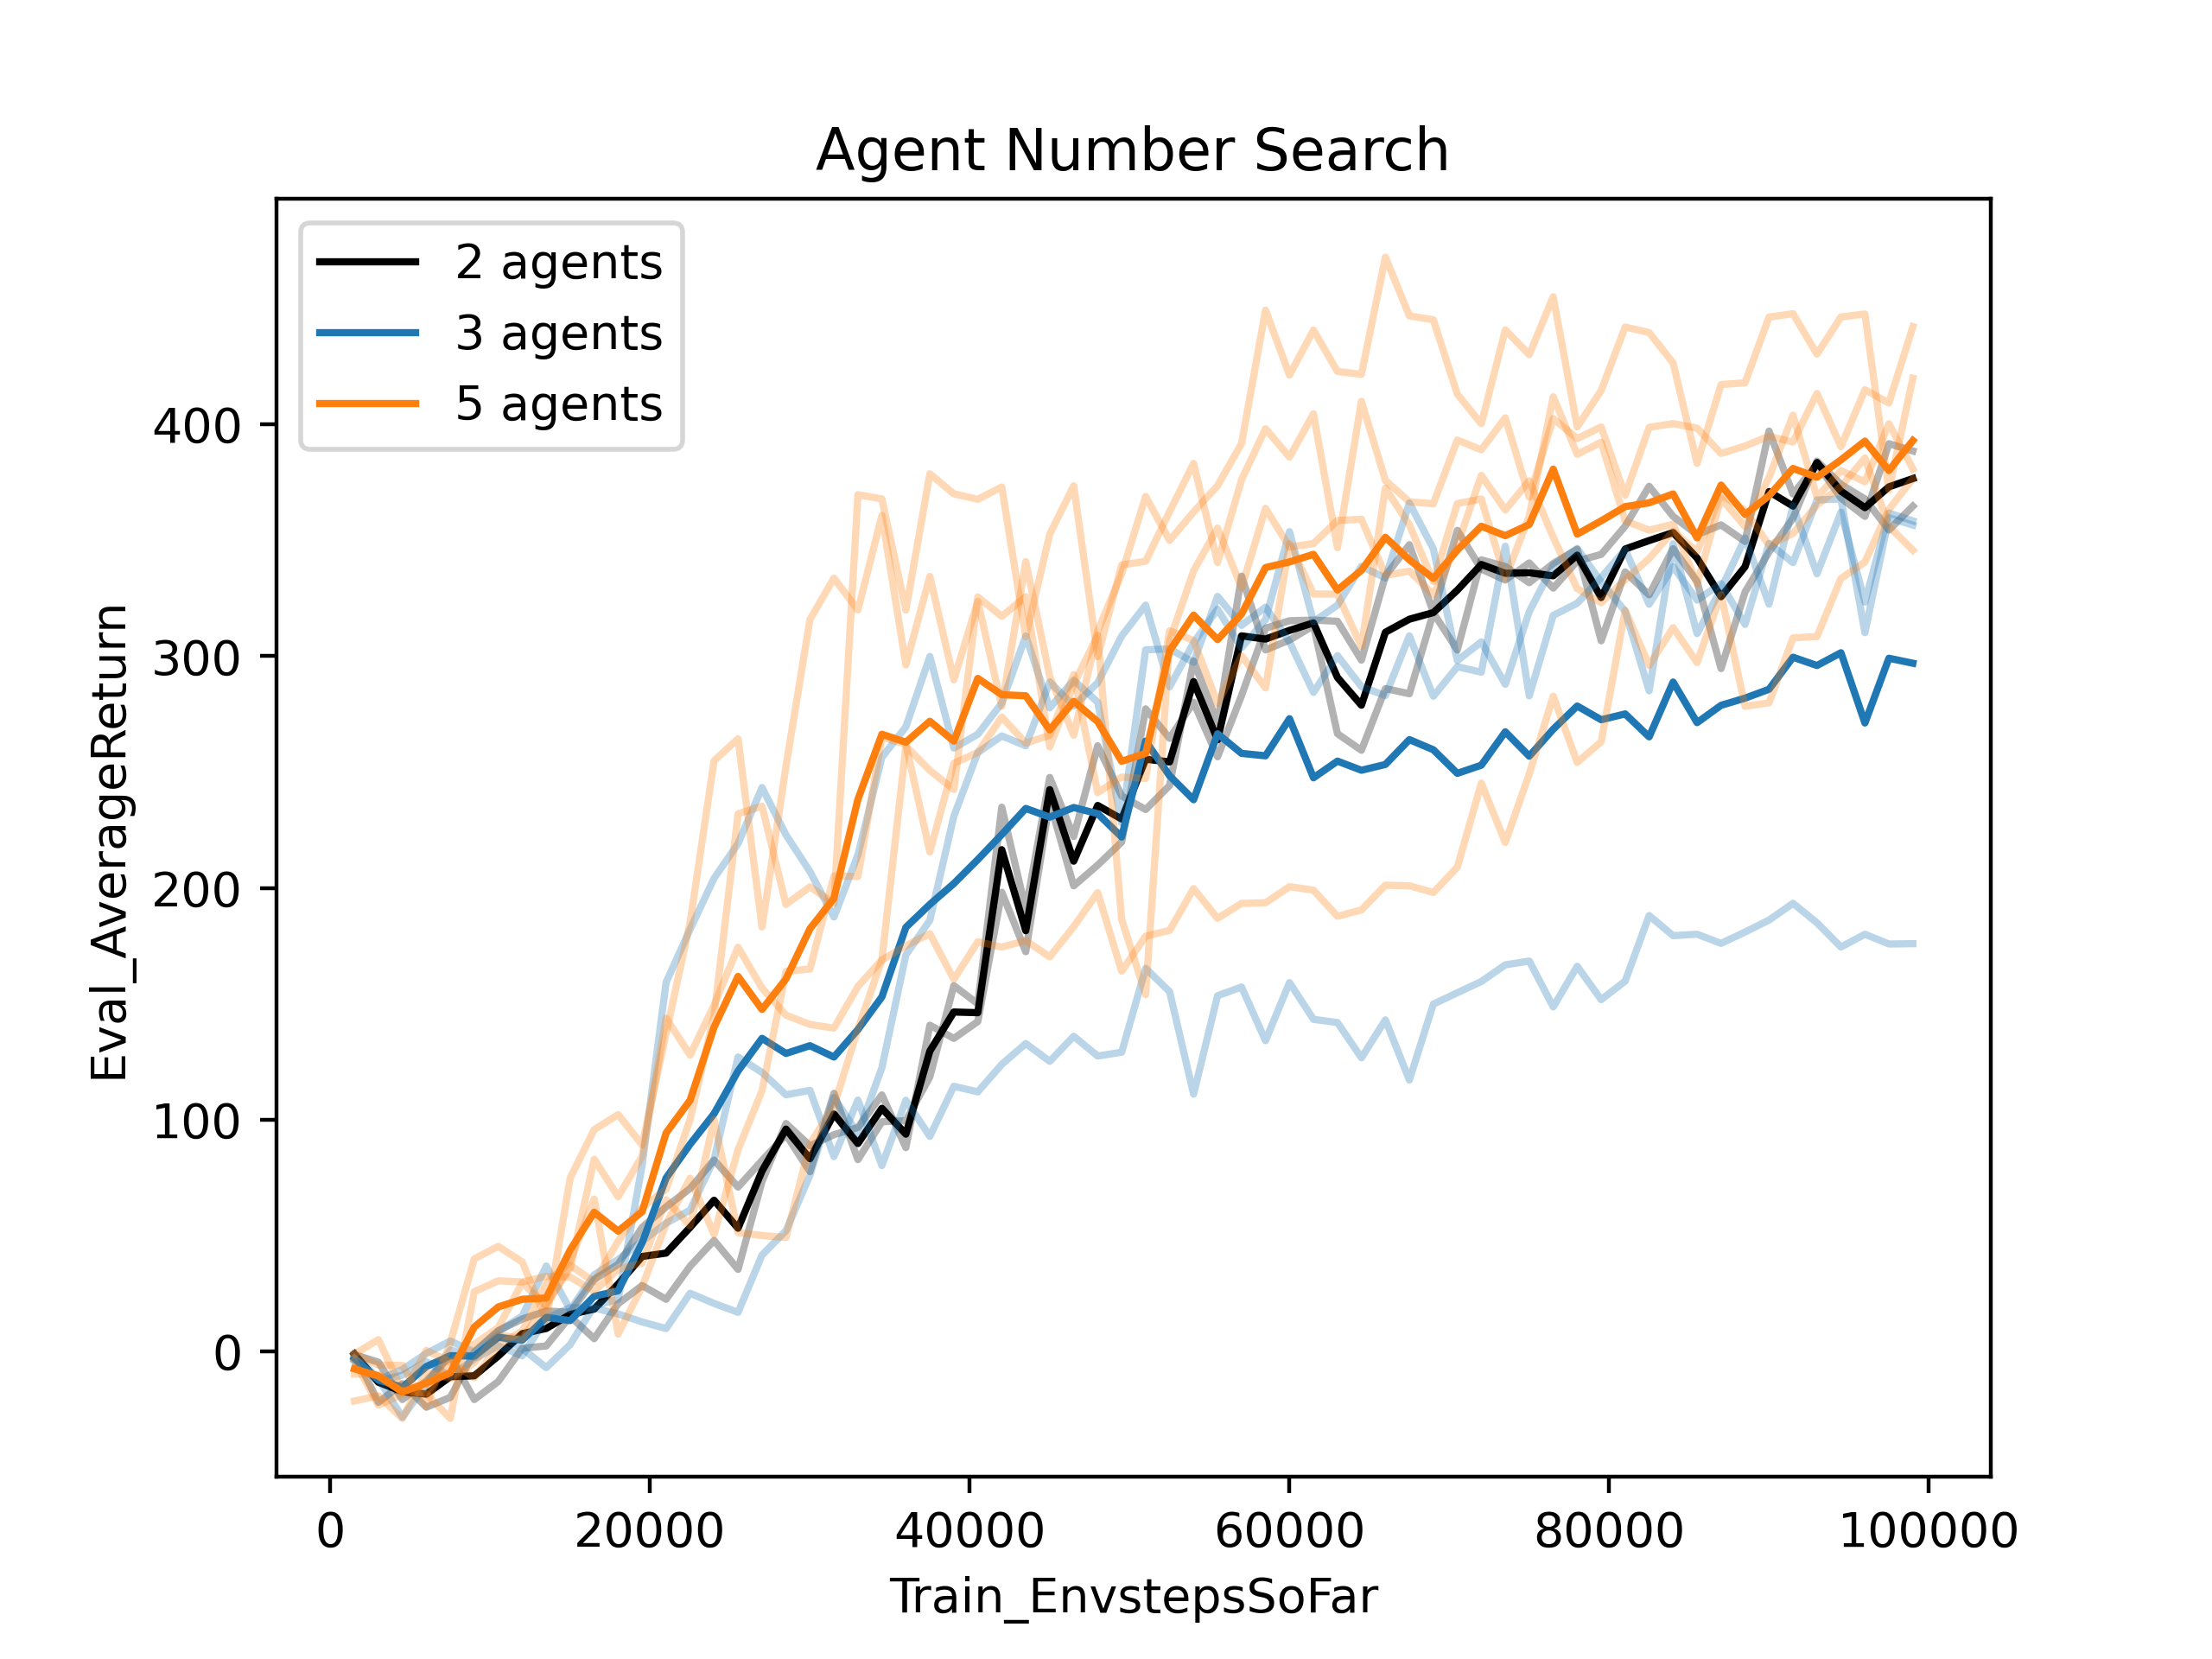 Agent Number Search
2 agents
3 agents
5 agents
Eval_AverageReturn
400
300
200
100
0
0 20000 40000 60000 80000 100000
Train_EnvstepsSoFar